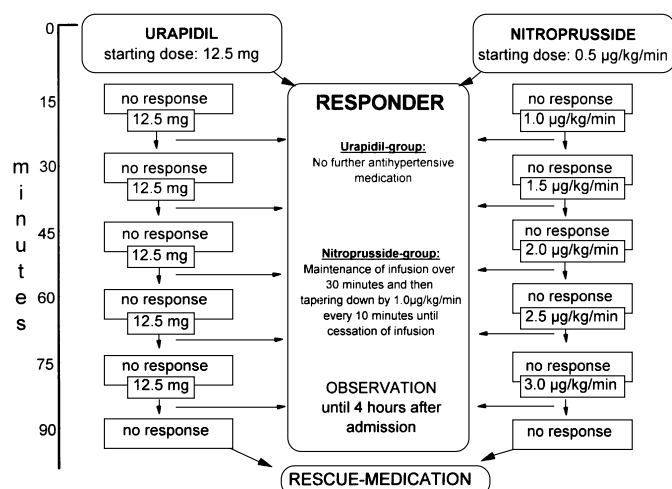 0
URAPIDIL
starting dose: 12.5 mg
NITROPRUSSIDE
starting dose: 0.5 µg/kg/min
minutes
15
30
45
60
75
90
no response
12.5 mg
no response
12.5 mg
no response
12.5 mg
no response
12.5 mg
no response
12.5 mg
no response
RESPONDER
Urapidil-group:
No further antihypertensive
medication
Nitroprusside-group:
Maintenance of infusion over
30 minutes and then
tapering down by 1.0µg/kg/min
every 10 minutes until
cessation of infusion
OBSERVATION
until 4 hours after
admission
no response
1.0 µg/kg/min
no response
1.5 µg/kg/min
no response
2.0 µg/kg/min
no response
2.5 µg/kg/min
no response
3.0 µg/kg/min
no response
RESCUE-MEDICATION